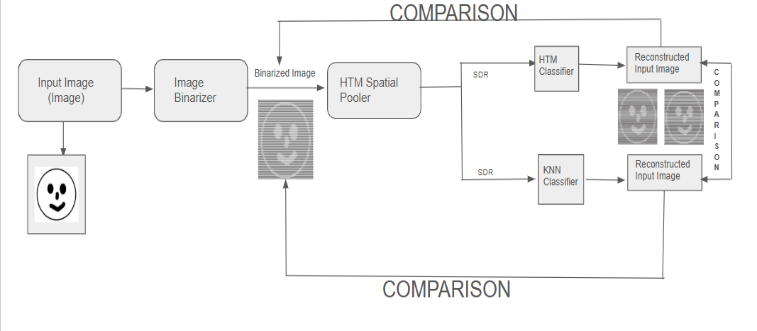 COMPARISON
Input Image
(Image)
Image
Binarizer
Binarized Image
HTM Spatial
Pooler
SDR
HTM
Classifier
Reconstructed
Input Image
COMPARISON
SDR
KNN
Classifier
Reconstructed
Input Image
COMPARISON